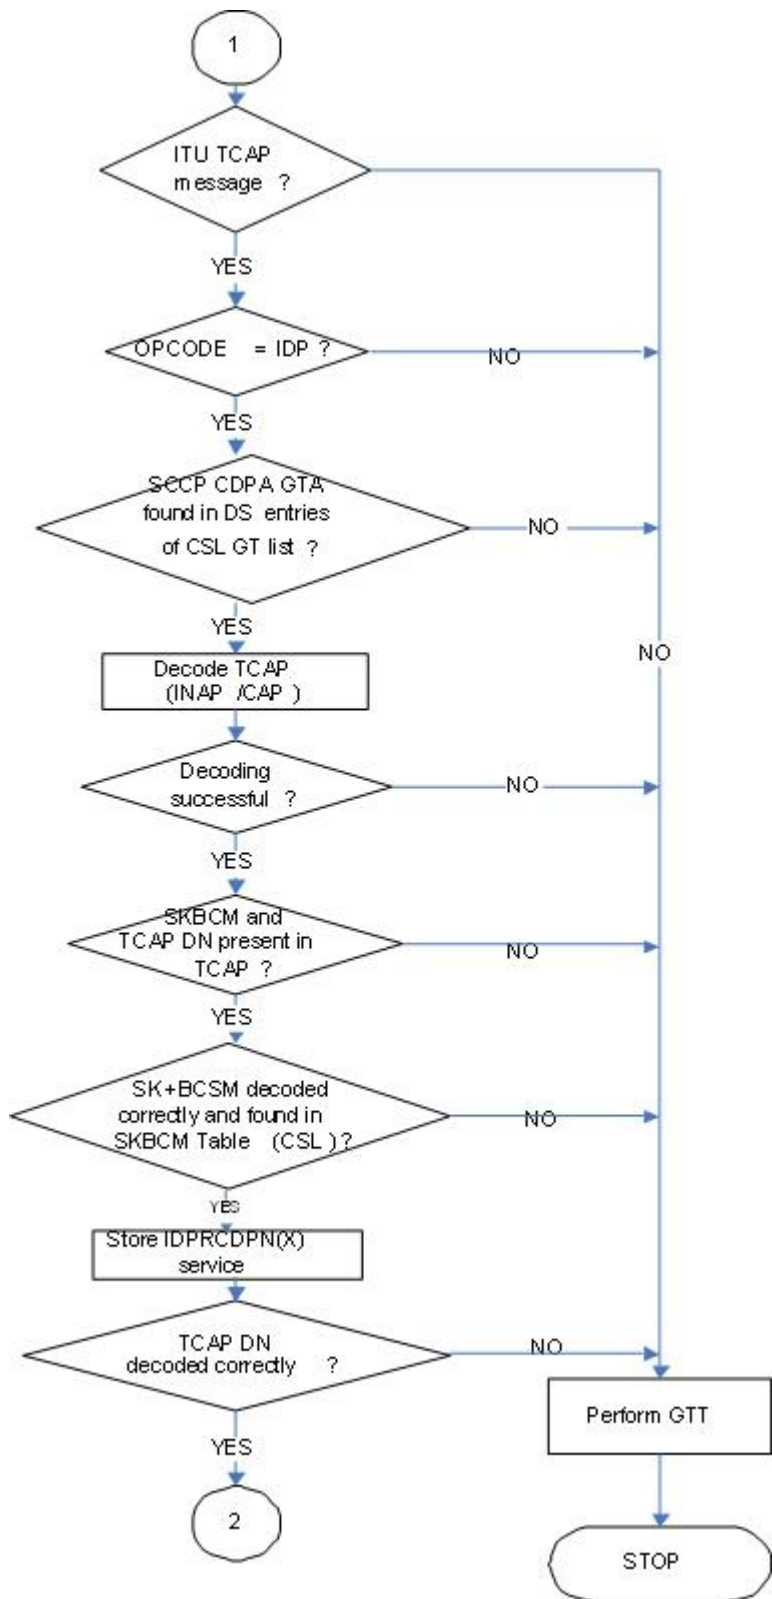 1
ITU TCAP
message ?
YES
OPCODE = IDP ?
NO
YES
SCCP CDPA GTA
found in DS entries
of CSL GT list ?
NO
YES
NO
Decode TCAP
(INAP /CAP )
Decoding
successful ?
NO
YES
SKBCM and
TCAP DN present in
TCAP ?
NO
YES
SK+BCSM decoded
correctly and found in
SKBCM Table (CSL )?
NO
YES
Store IDPRCDPN(X)
service
TCAP DN
decoded correctly ?
NO
Perform GTT
YES
2
STOP